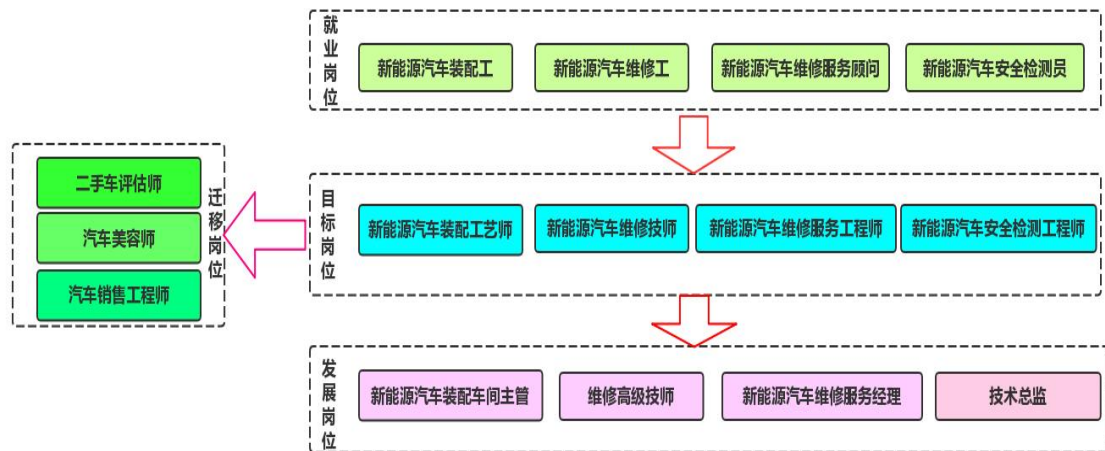 就业岗位
新能源汽车装配工
新能源汽车维修工
新能源汽车维修服务顾问
新能源汽车安全检测员
二手车评估师
汽车美容师
汽车销售工程师
迁移岗位
目标岗位
新能源汽车装配工艺师
新能源汽车维修技师
新能源汽车维修服务工程师
新能源汽车安全检测工程师
发展岗位
新能源汽车装配车间主管
维修高级技师
新能源汽车维修服务经理
技术总监